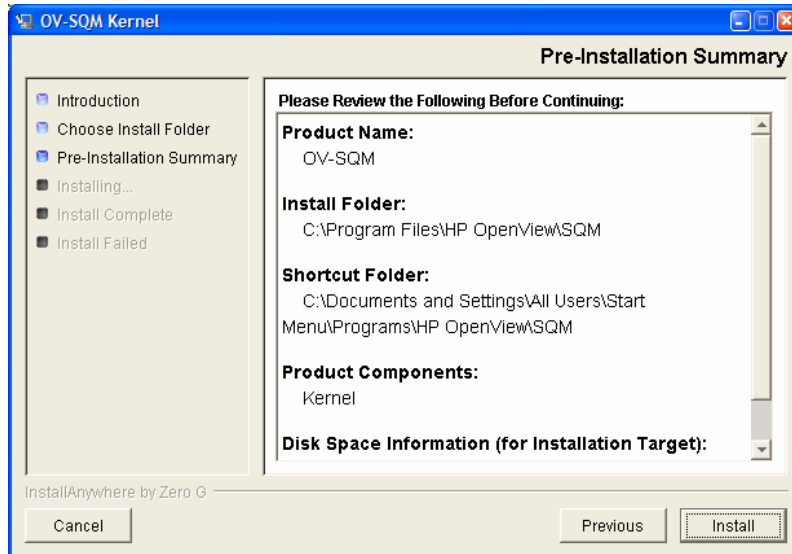 OV-SQM Kernel
Pre-Installation Summary
Introduction
Choose Install Folder
Pre-Installation Summary
Installing...
Install Complete
Install Failed
Please Review the Following Before Continuing:
Product Name:
OV-SQM
Install Folder:
C:\Program Files\HP OpenView\SQM
Shortcut Folder:
C:\Documents and Settings\All Users\Start
Menu\Programs\HP OpenView\SQM
Product Components:
Kernel
Disk Space Information (for Installation Target):
InstallAnywhere by Zero G
Cancel
Previous
Install